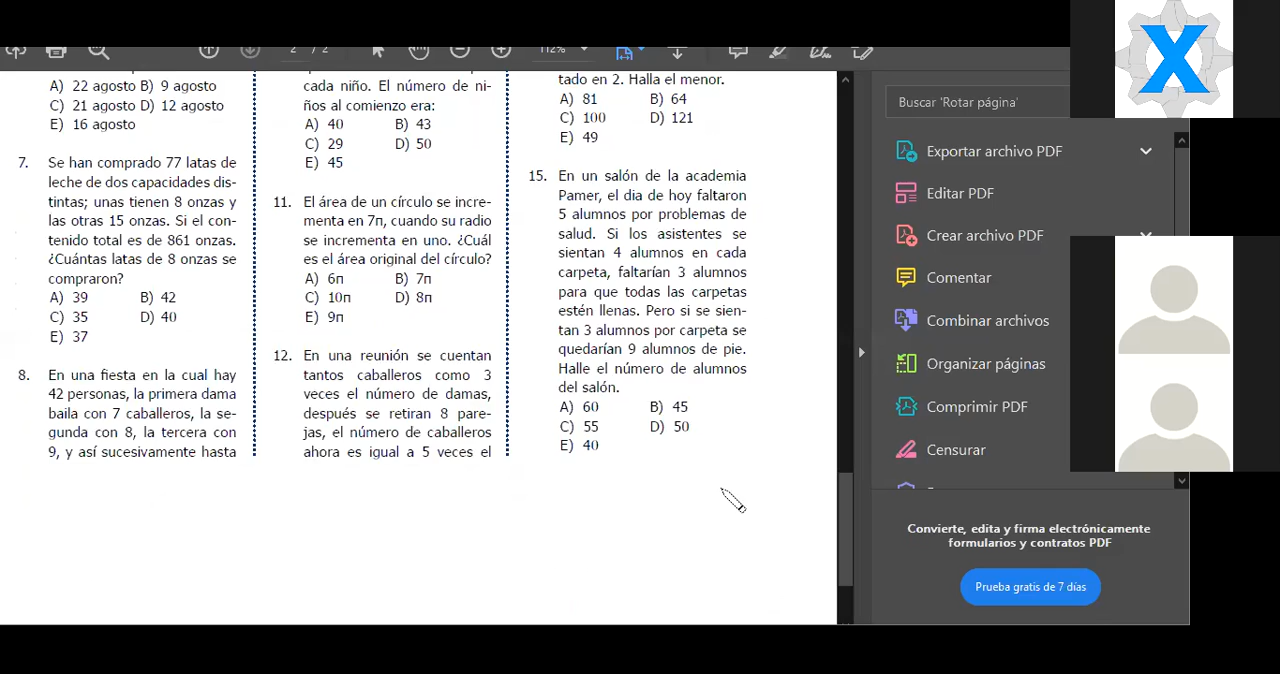 2 / 2
112%
A) 22 agosto B) 9 agosto
C) 21 agosto D) 12 agosto
E) 16 agosto
7. Se han comprado 77 latas de
leche de dos capacidades dis-
tintas; unas tienen 8 onzas y
las otras 15 onzas. Si el con-
tenido total es de 861 onzas.
¿Cuántas latas de 8 onzas se
compraron?
A) 39 B) 42
C) 35 D) 40
E) 37
8. En una fiesta en la cual hay
42 personas, la primera dama
baila con 7 caballeros, la se-
gunda con 8, la tercera con
9, y así sucesivamente hasta
cada niño. El número de ni-
ños al comienzo era:
A) 40 B) 43
C) 29 D) 50
E) 45
11. El área de un círculo se incre-
menta en 7π, cuando su radio
se incrementa en uno. ¿Cuál
es el área original del círculo?
A) 6π B) 7π
C) 10π D) 8π
E) 9π
12. En una reunión se cuentan
tantos caballeros como 3
veces el número de damas,
después se retiran 8 pare-
jas, el número de caballeros
ahora es igual a 5 veces el
tado en 2. Halla el menor.
A) 81 B) 64
C) 100 D) 121
E) 49
15. En un salón de la academia
Pamer, el dia de hoy faltaron
5 alumnos por problemas de
salud. Si los asistentes se
sientan 4 alumnos en cada
carpeta, faltarían 3 alumnos
para que todas las carpetas
estén llenas. Pero si se sien-
tan 3 alumnos por carpeta se
quedarían 9 alumnos de pie.
Halle el número de alumnos
del salón.
A) 60 B) 45
C) 55 D) 50
E) 40
Buscar 'Rotar página'
Exportar archivo PDF
Editar PDF
Crear archivo PDF
Comentar
Combinar archivos
Organizar páginas
Comprimir PDF
Censurar
Convierte, edita y firma electrónicamente
formularios y contratos PDF
Prueba gratis de 7 días
X